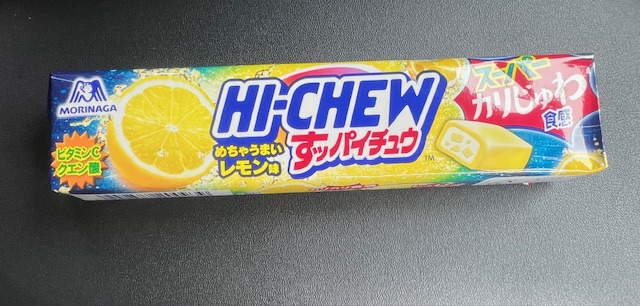 MORINAGA
ビタミンC
クエン酸
HI-CHEW
すッパイチュウ
TM
めちゃうまい
レモン味
スーパー
カリじゅわ
食感